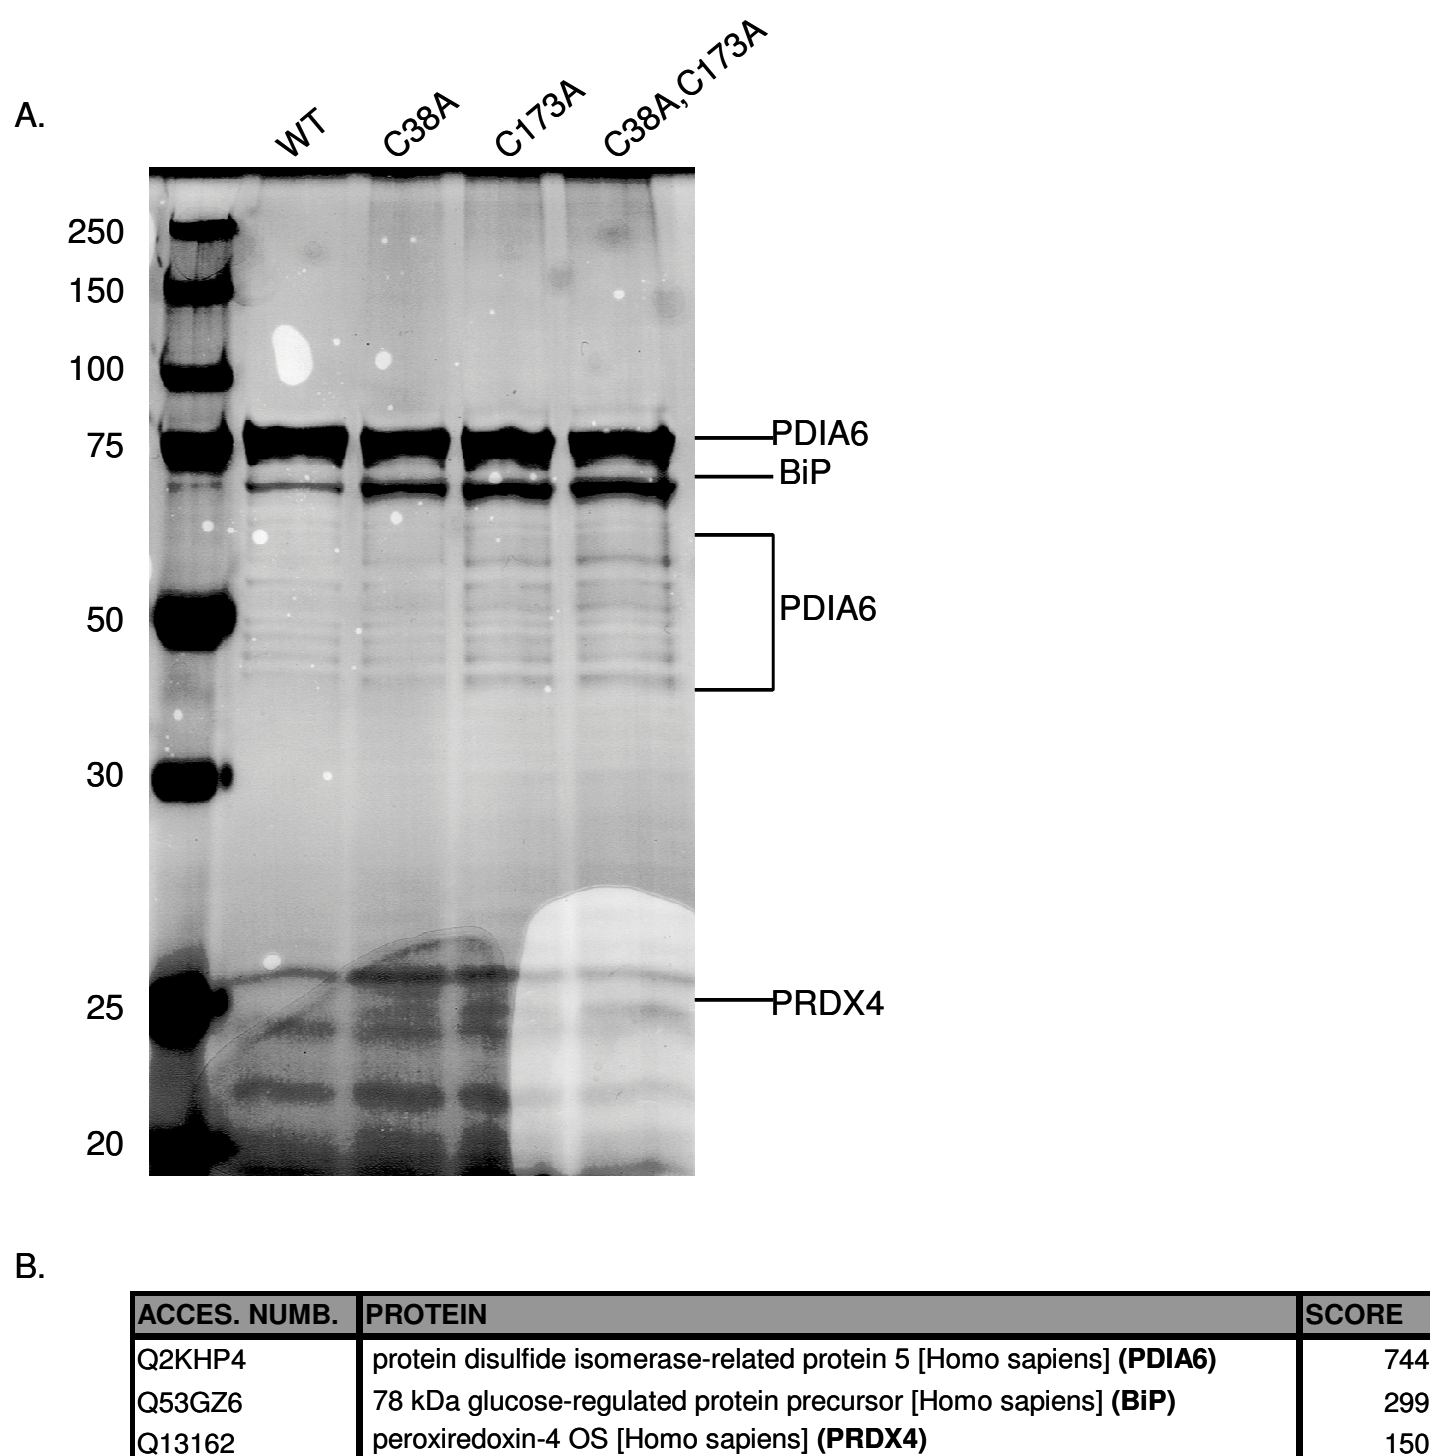 A.
WT C38A C173A C38A,C173A
250
150
100
75
50
30
25
20
PDIA6
BiP
PDIA6
PRDX4
B.
ACCES. NUMB. PROTEIN SCORE
Q2KHP4 protein disulfide isomerase-related protein 5 [Homo sapiens] (PDIA6) 744
Q53GZ6 78 kDa glucose-regulated protein precursor [Homo sapiens] (BiP) 299
Q13162 peroxiredoxin-4 OS [Homo sapiens] (PRDX4) 150